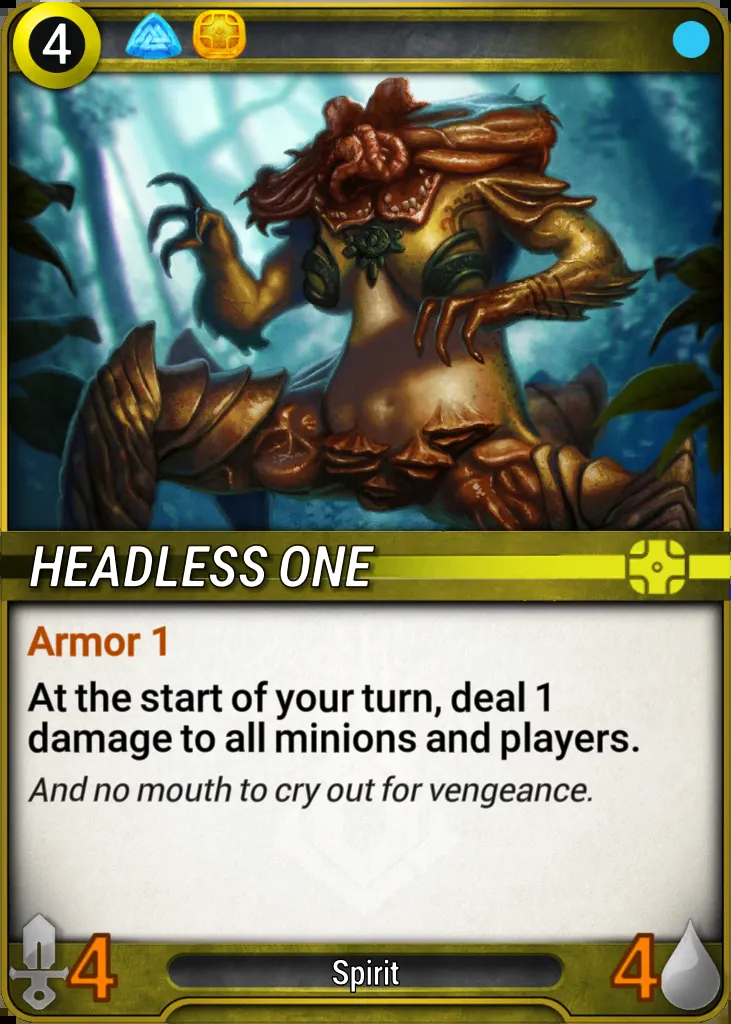 4
HEADLESS ONE
Armor 1
At the start of your turn, deal 1
damage to all minions and players.
And no mouth to cry out for vengeance.
4 Spirit 4